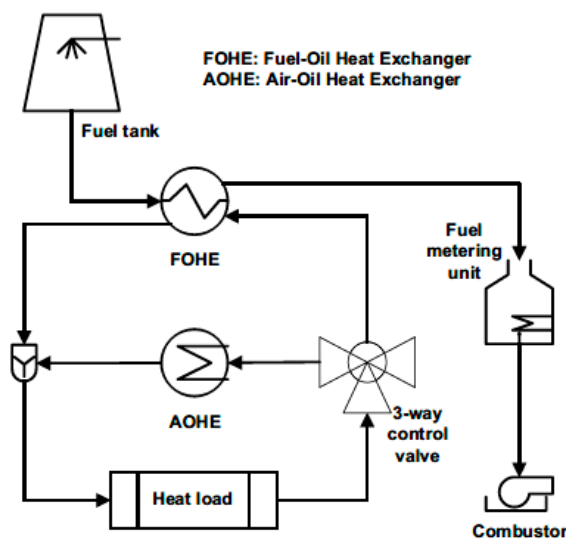 FOHE: Fuel-Oil Heat Exchanger
AOHE: Air-Oil Heat Exchanger
Fuel tank
FOHE
Fuel
metering
unit
AOHE
3-way
control
valve
Heat load
Combustor